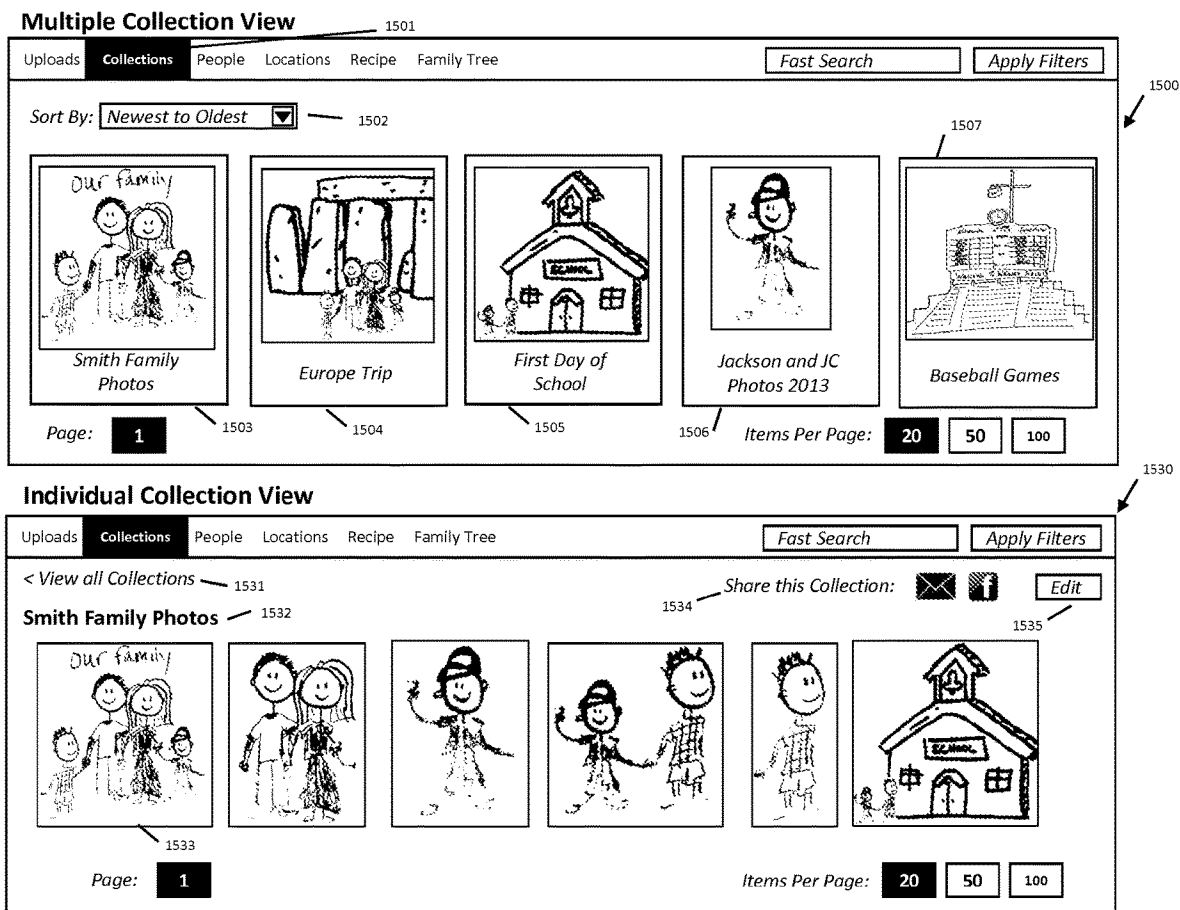 Multiple Collection View
1501
Uploads Collections People Locations Recipe Family Tree Fast Search Apply Filters
1500
Sort By: Newest to Oldest 1502
1507
Our family
SCHOOL
Smith Family
Photos
Europe Trip
First Day of
School
Jackson and JC
Photos 2013
Baseball Games
1503 1504 1505 1506
Page: 1 Items Per Page: 20 50 100
1530
Individual Collection View
Uploads Collections People Locations Recipe Family Tree Fast Search Apply Filters
< View all Collections 1531 1534 Share this Collection: f Edit
Smith Family Photos 1532 1535
Our family
SCHOOL
1533
Page: 1 Items Per Page: 20 50 100